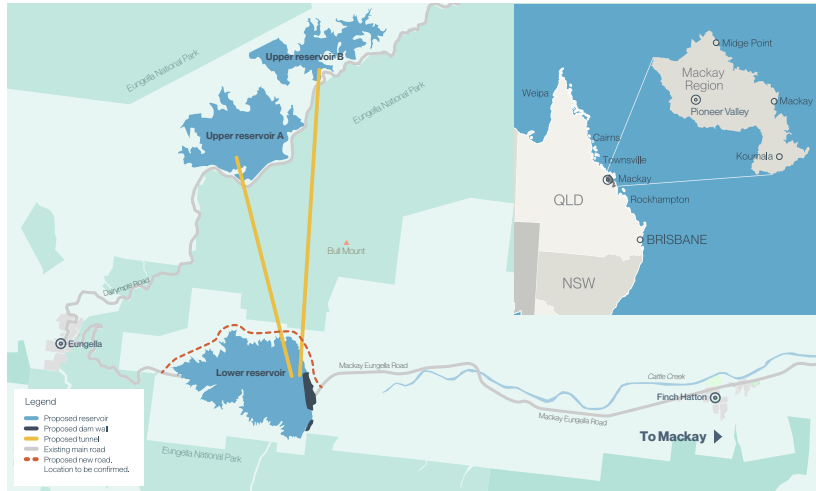 Eungella National Park
Upper reservoir B
Eungella National Park
Upper reservoir A
Bull Mount
Dalrymple Road
Eungella
Lower reservoir
Mackay Eungella Road
Cattle Creek
Mackay Eungella Road
Finch Hatton
To Mackay
Eungella National Park
Legend
Proposed reservoir
Proposed dam wall
Proposed tunnel
Existing main road
Proposed new road.
Location to be confirmed.
Weipa
Cairns
Townsville
Mackay
Rockhampton
QLD
BRISBANE
NSW
Midge Point
Mackay
Region
Mackay
Pioneer Valley
Koumala